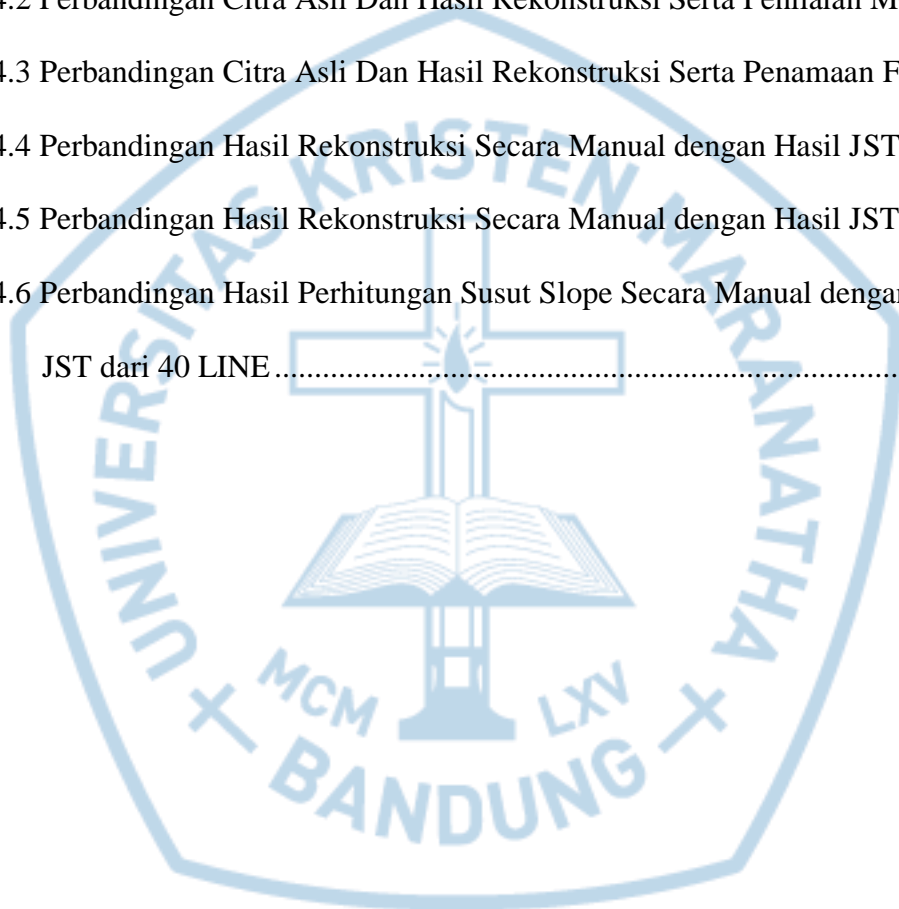 4.2 Perbandingan Citra Asli Dan Hasil Rekonstruksi Serta Penilaian M
4.3 Perbandingan Citra Asli Dan Hasil Rekonstruksi Serta Penamaan F
4.4 Perbandingan Hasil Rekonstruksi Secara Manual dengan Hasil JST
4.5 Perbandingan Hasil Rekonstruksi Secara Manual dengan Hasil JST
4.6 Perbandingan Hasil Perhitungan Susut Slope Secara Manual dengan
JST dari 40 LINE ................................................................................
UNIVERSITAS KRISTEN MARANATHA
MCM LXV
BANDUNG